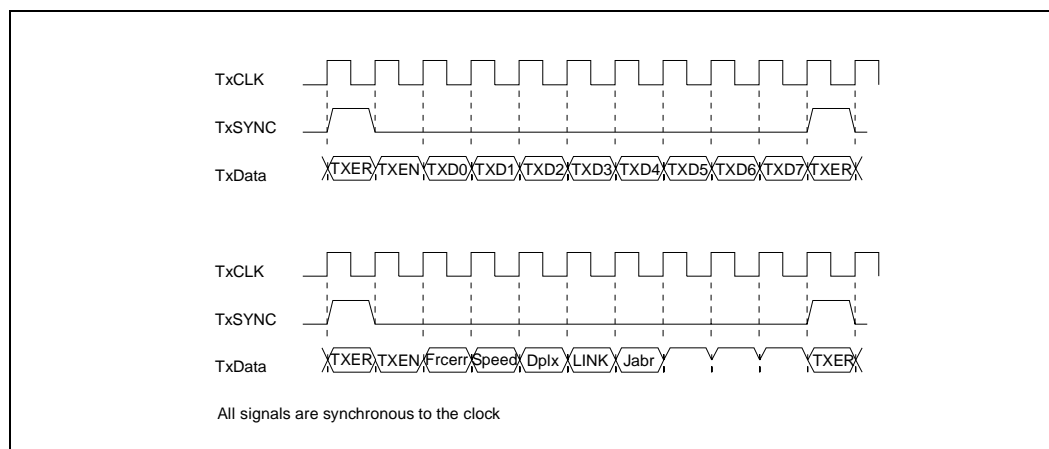 TxCLK
TxSYNC
TxData TXER TXEN TXD0 TXD1 TXD2 TXD3 TXD4 TXD5 TXD6 TXD7 TXER
TxCLK
TxSYNC
TxData TXER TXEN Frcerr Speed Dplx LINK Jabr TXER
All signals are synchronous to the clock